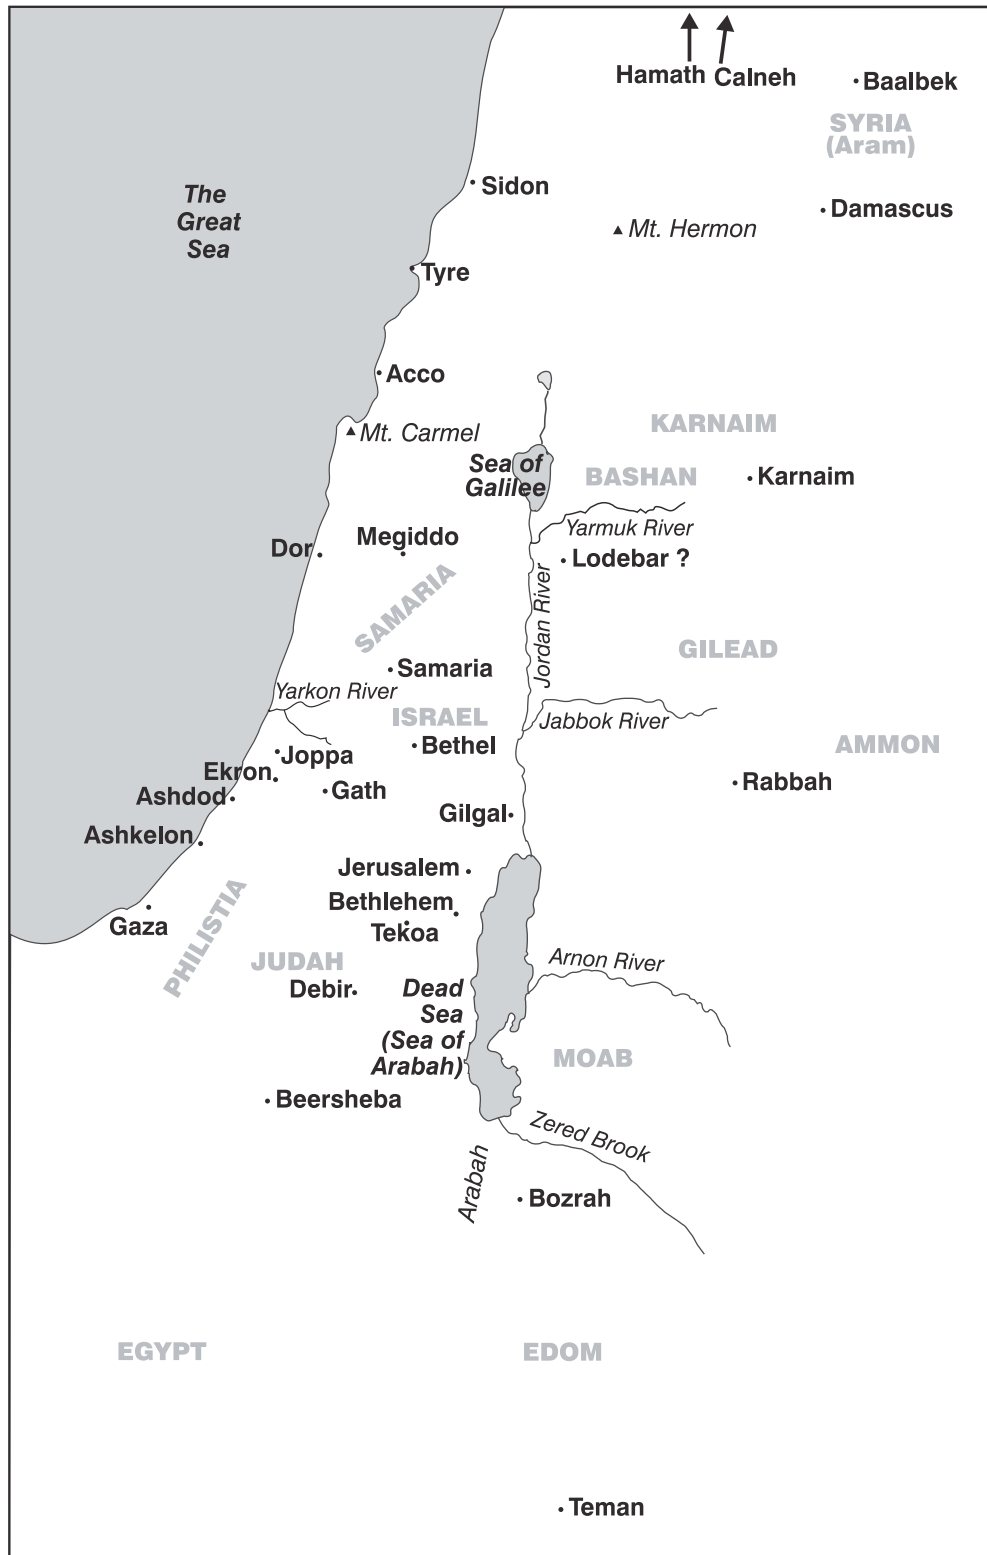 Hamath Calneh
Baalbek
SYRIA
(Aram)
The
Great
Sea
Sidon
Damascus
Mt. Hermon
Tyre
Acco
KARNAIM
Mt. Carmel
Sea of
Galilee
BASHAN
Karnaim
Yarmuk River
Megiddo
Dor
Lodebar ?
SAMARIA
Jordan River
GILEAD
Samaria
Yarkon River
ISRAEL
Jabbok River
Bethel
AMMON
Joppa
Ekron
Rabbah
Ashdod
Gath
Gilgal
Ashkelon
Jerusalem
Bethlehem
Gaza
Tekoa
PHILISTIA
JUDAH
Arnon River
Debir
Dead
Sea
(Sea of
Arabah)
MOAB
Beersheba
Zered Brook
Arabah
Bozrah
EGYPT
EDOM
Teman